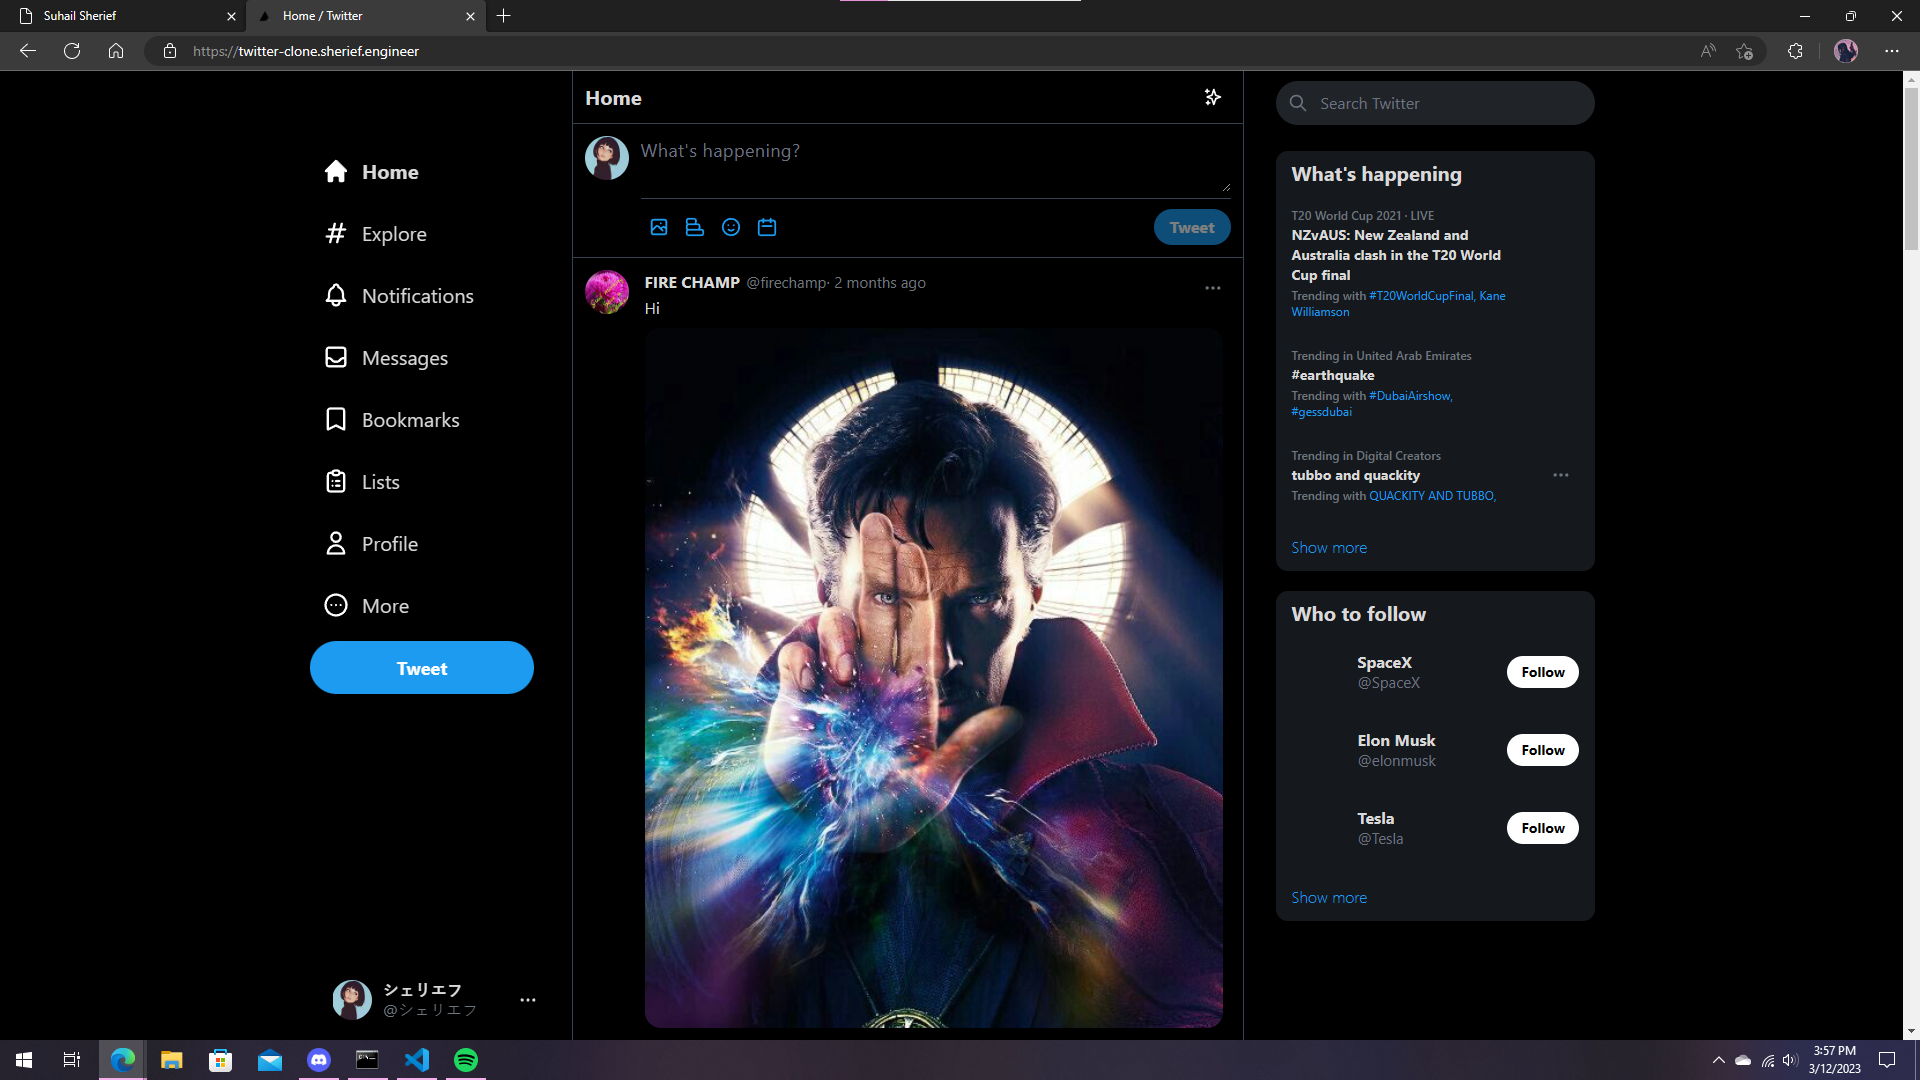 Suhail Sherief
Home / Twitter
https://twitter-clone.sherief.engineer
Home
Explore
Notifications
Messages
Bookmarks
Lists
Profile
More
Tweet
シェリエフ
@シェリエフ
Home
What's happening?
Tweet
FIRE CHAMP @firechamp· 2 months ago
Hi
Search Twitter
What's happening
T20 World Cup 2021 · LIVE
NZvAUS: New Zealand and
Australia clash in the T20 World
Cup final
Trending with #T20WorldCupFinal, Kane
Williamson
Trending in United Arab Emirates
#earthquake
Trending with #DubaiAirshow,
#gessdubai
Trending in Digital Creators
tubbo and quackity
Trending with QUACKITY AND TUBBO,
Show more
Who to follow
SpaceX
@SpaceX
Follow
Elon Musk
@elonmusk
Follow
Tesla
@Tesla
Follow
Show more
3:57 PM
3/12/2023